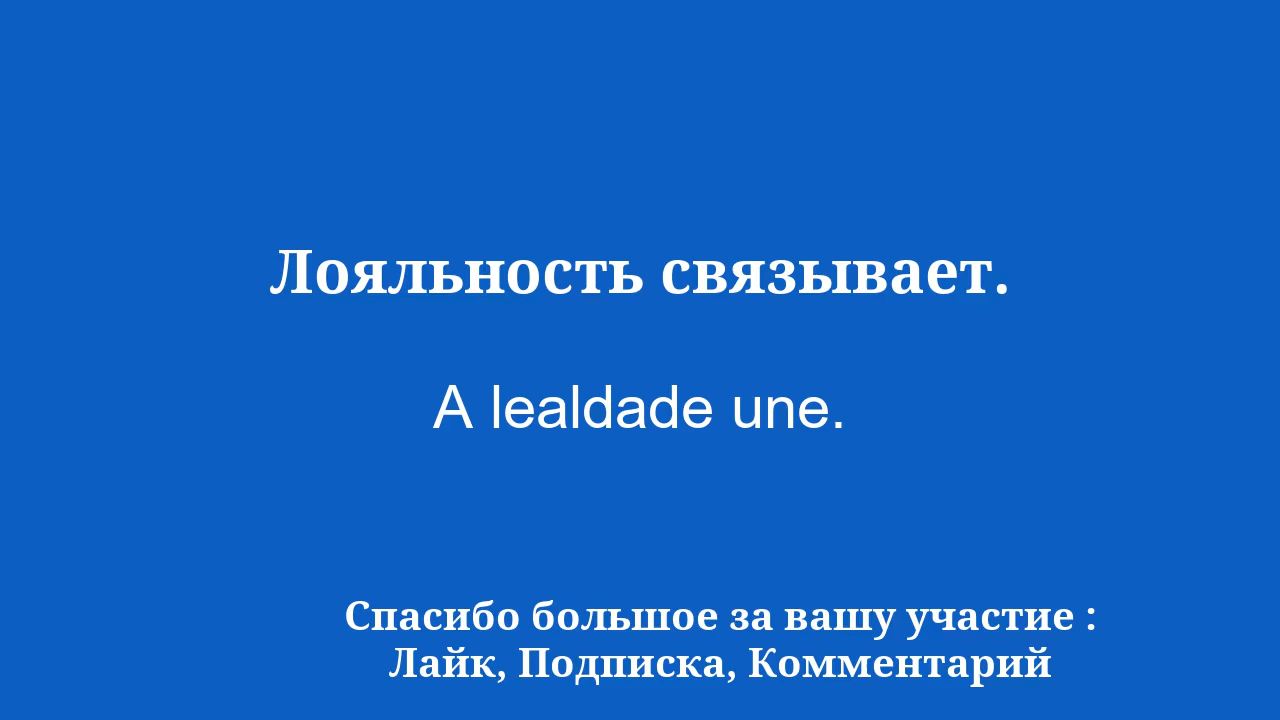 Лояльность связывает.
A lealdade une.
Спасибо большое за вашу участие :
Лайк, Подписка, Комментарий